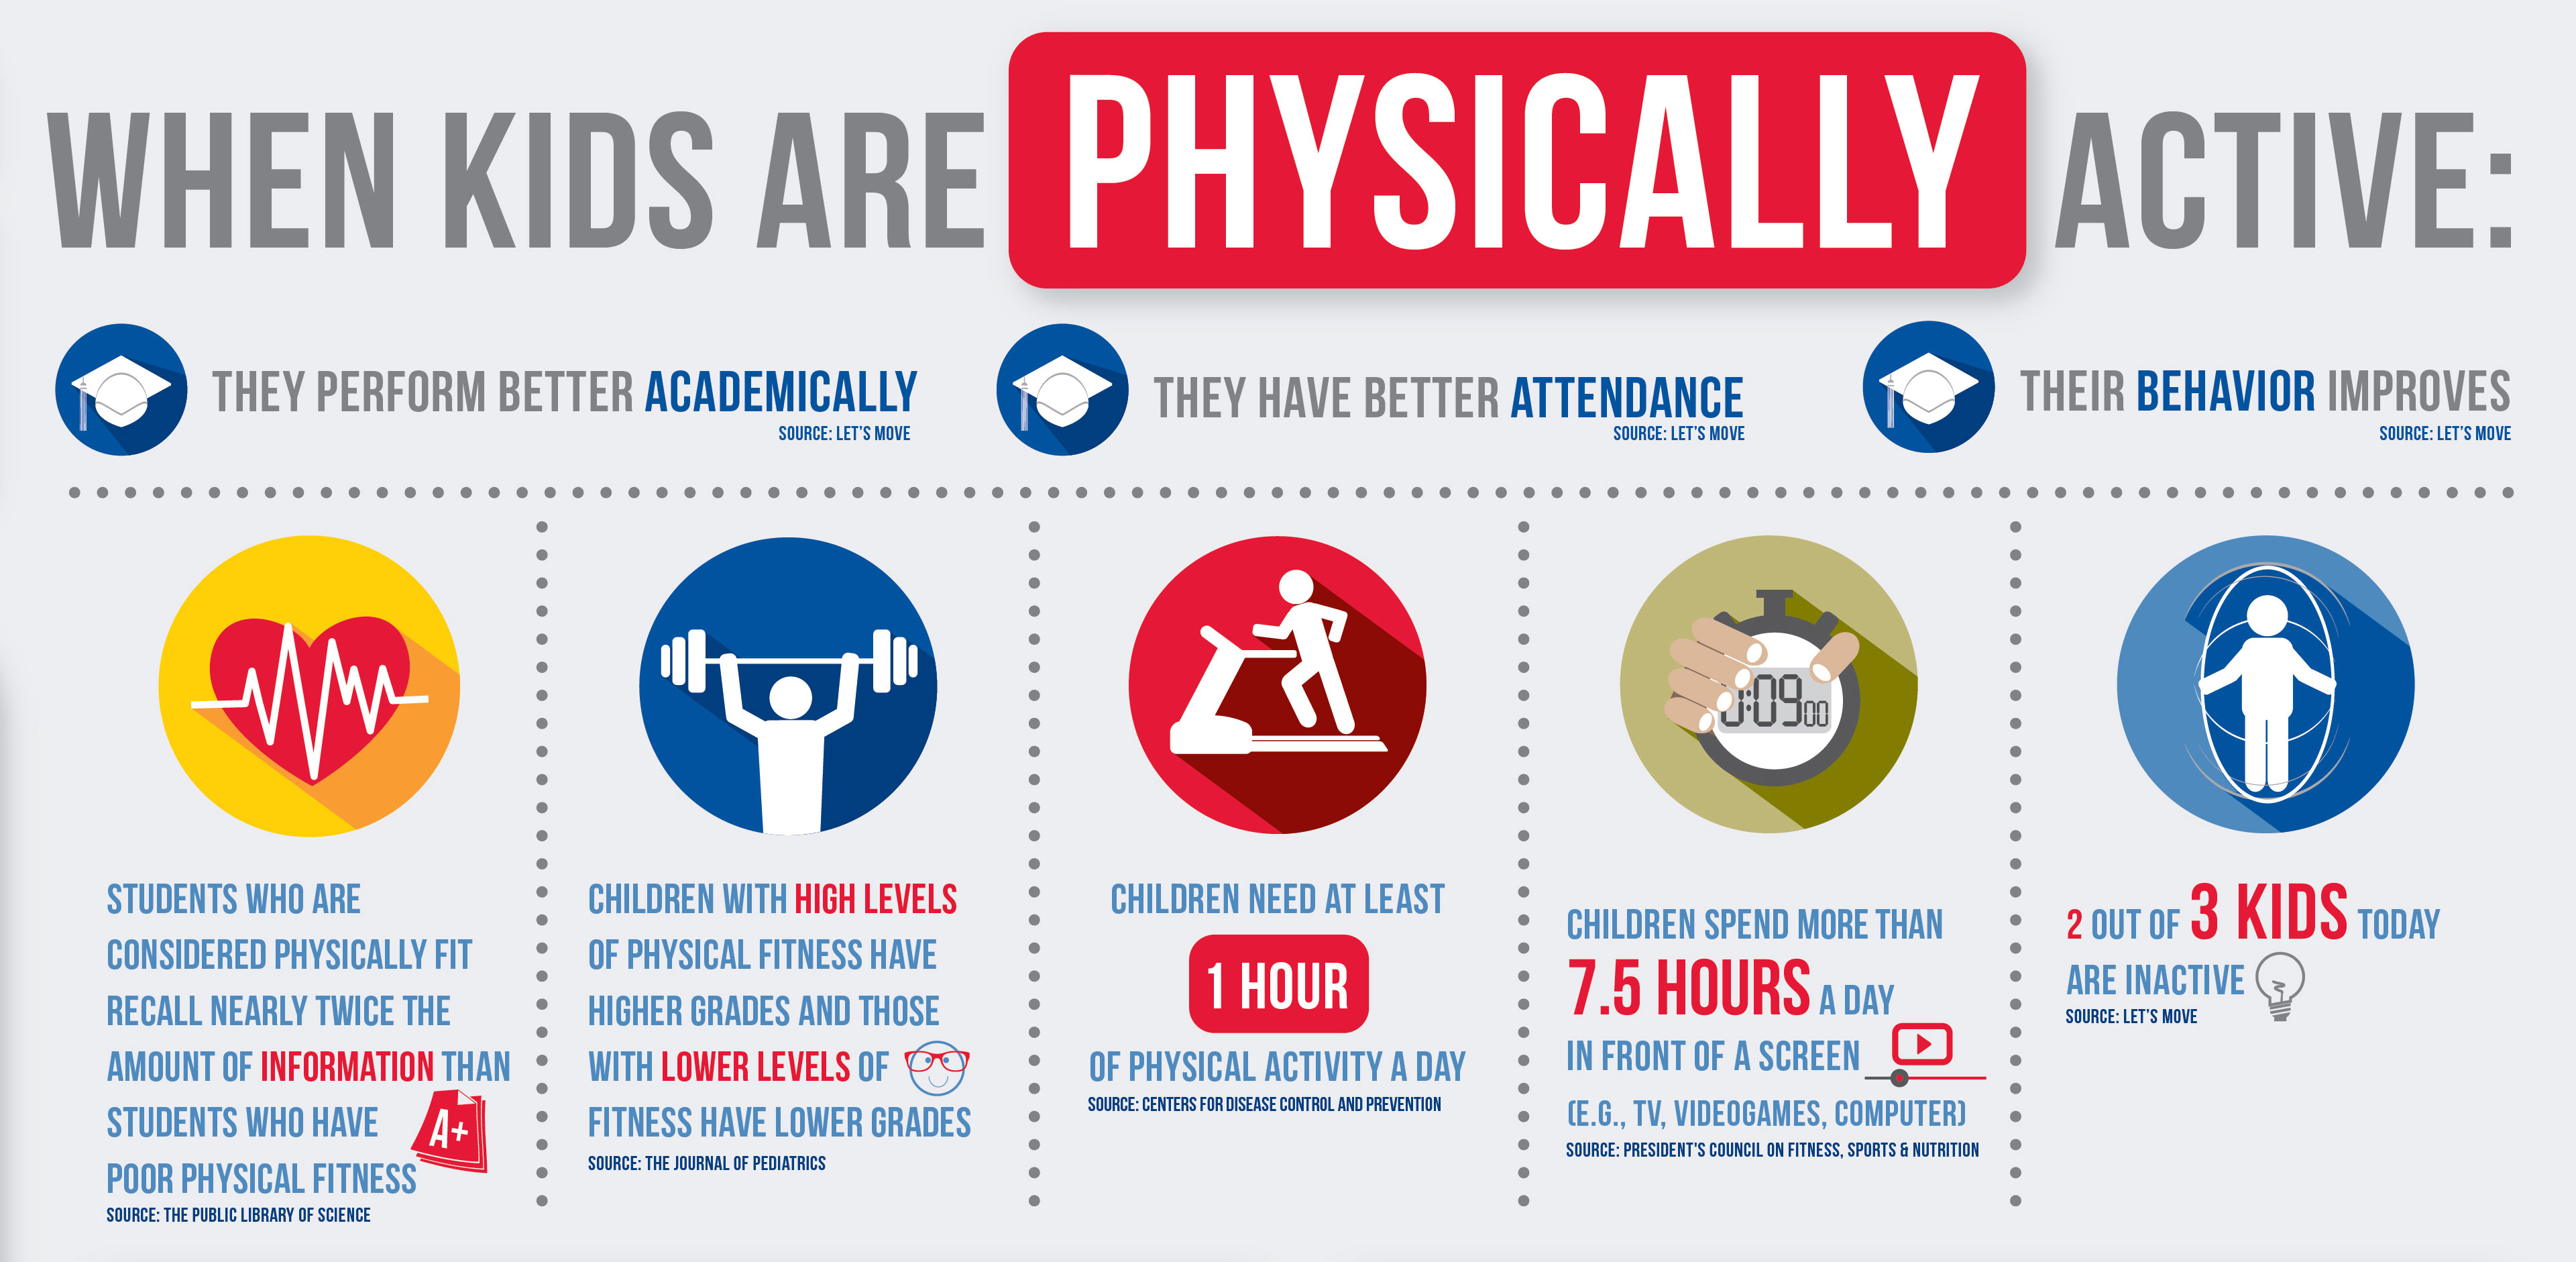 WHEN KIDS ARE PHYSICALLY ACTIVE:
THEY PERFORM BETTER ACADEMICALLY
SOURCE: LET'S MOVE
THEY HAVE BETTER ATTENDANCE
SOURCE: LET'S MOVE
THEIR BEHAVIOR IMPROVES
SOURCE: LET'S MOVE
STUDENTS WHO ARE
CONSIDERED PHYSICALLY FIT
RECALL NEARLY TWICE THE
AMOUNT OF INFORMATION THAN
STUDENTS WHO HAVE
POOR PHYSICAL FITNESS
A+
SOURCE: THE PUBLIC LIBRARY OF SCIENCE
CHILDREN WITH HIGH LEVELS
OF PHYSICAL FITNESS HAVE
HIGHER GRADES AND THOSE
WITH LOWER LEVELS OF
FITNESS HAVE LOWER GRADES
SOURCE: THE JOURNAL OF PEDIATRICS
CHILDREN NEED AT LEAST
1 HOUR
OF PHYSICAL ACTIVITY A DAY
SOURCE: CENTERS FOR DISEASE CONTROL AND PREVENTION
0:09 00
CHILDREN SPEND MORE THAN
7.5 HOURS A DAY
IN FRONT OF A SCREEN
(E.G., TV, VIDEOGAMES, COMPUTER)
SOURCE: PRESIDENT'S COUNCIL ON FITNESS, SPORTS & NUTRITION
2 OUT OF 3 KIDS TODAY
ARE INACTIVE
SOURCE: LET'S MOVE